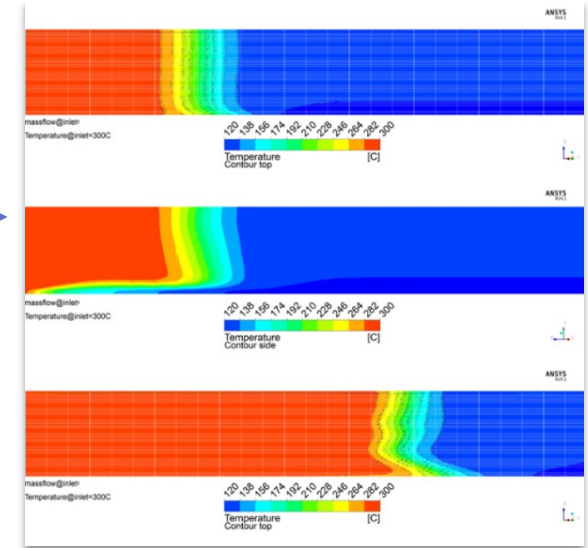 ANSYS
massflow@inlet
Temperature@inlet=300C
120 138 156 174 192 210 228 246 264 282 300
Temperature [C]
Contour top
ANSYS
massflow@inlet
Temperature@inlet=300C
120 138 156 174 192 210 228 246 264 282 300
Temperature [C]
Contour side
ANSYS
massflow@inlet
Temperature@inlet=300C
120 138 156 174 192 210 228 246 264 282 300
Temperature [C]
Contour top